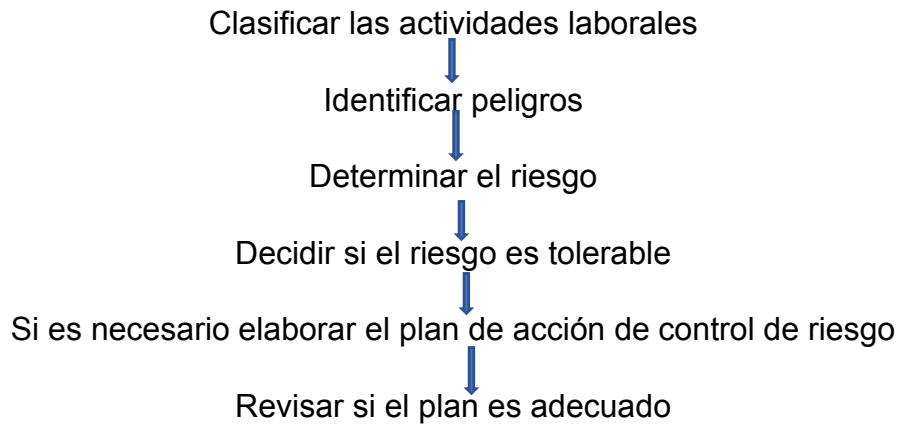 Clasificar las actividades laborales
Identificar peligros
Determinar el riesgo
Decidir si el riesgo es tolerable
Si es necesario elaborar el plan de acción de control de riesgo
Revisar si el plan es adecuado